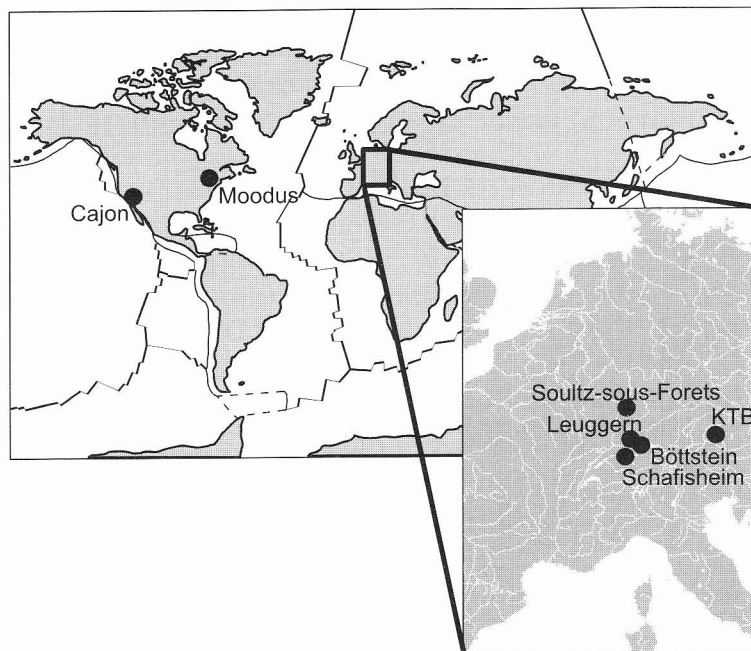 Moodus
Cajon
Soultz-sous-Forets
KTB
Leuggern
Böttstein
Schafisheim